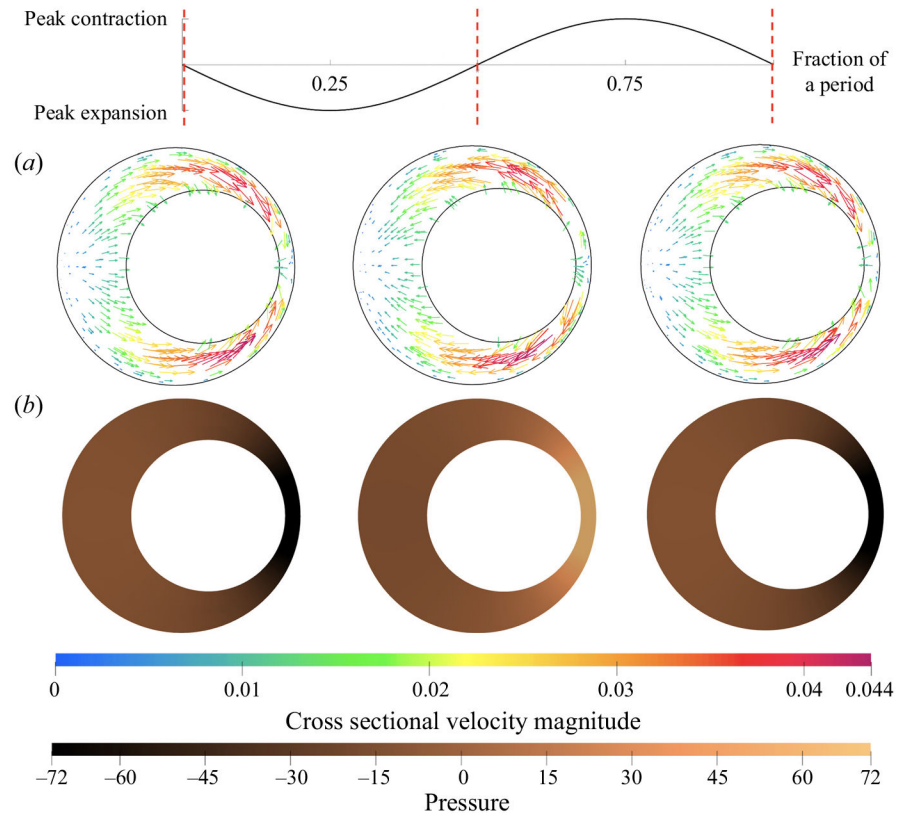 Peak contraction
0.25
0.75
Fraction of
a period
Peak expansion
(a)
(b)
0
0.01
0.02
0.03
0.04
0.044
Cross sectional velocity magnitude
–72
–60
–45
–30
–15
0
15
30
45
60
72
Pressure